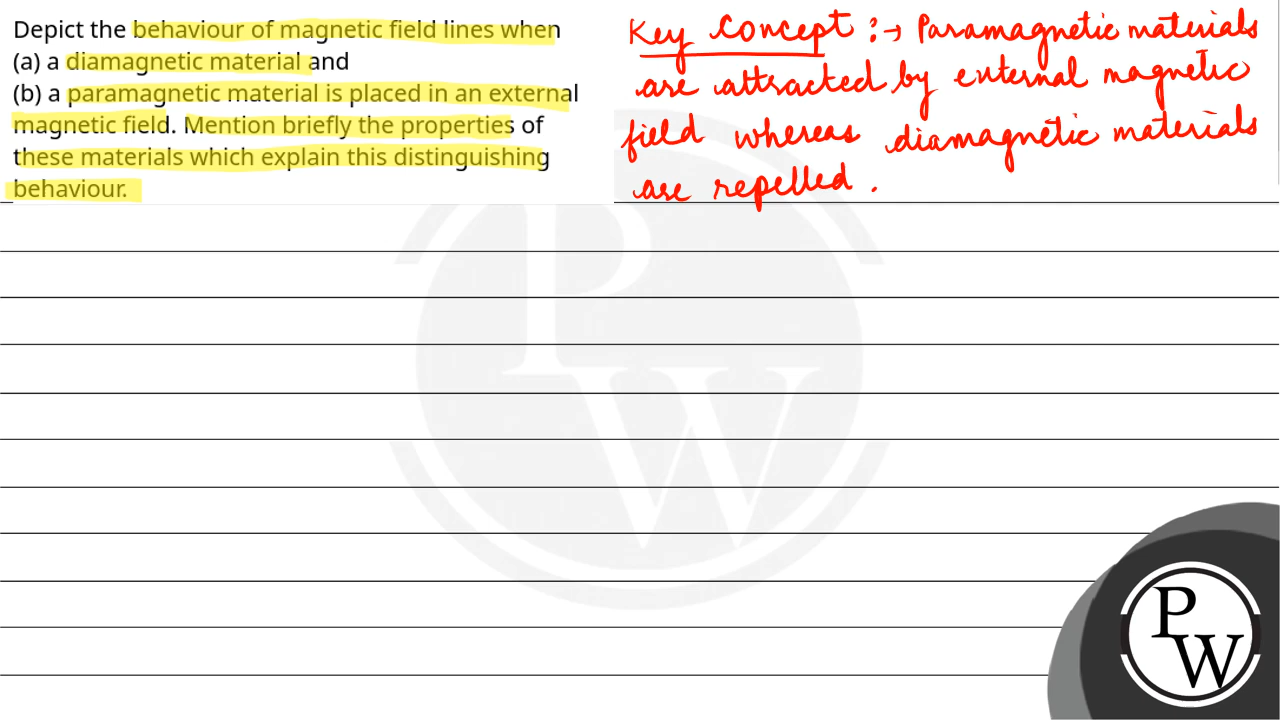 Depict the behaviour of magnetic field lines when
(a) a diamagnetic material and
(b) a paramagnetic material is placed in an external
magnetic field. Mention briefly the properties of
these materials which explain this distinguishing
behaviour.
Key Concept :→ Paramagnetic materials
are attracted by external magnetic
field whereas diamagnetic materials
are repelled.
PW
PW